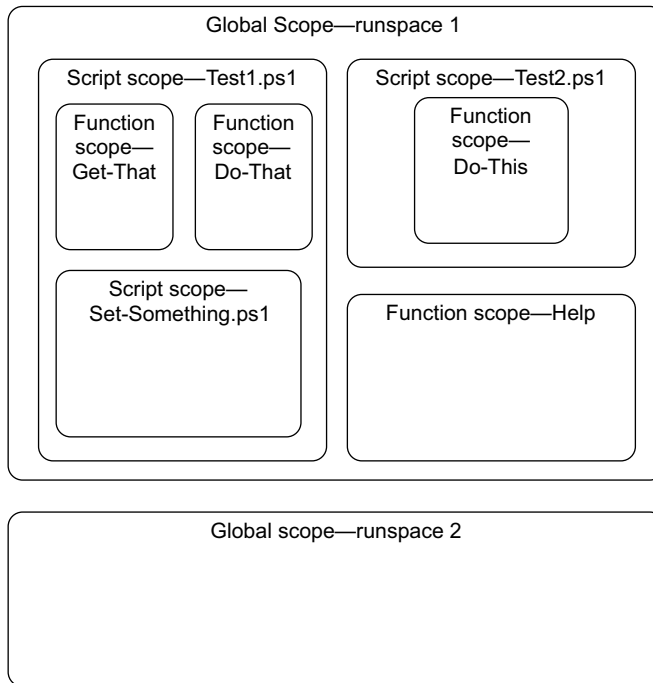 Global Scope—runspace 1
Script scope—Test1.ps1
Function
scope—
Get-That
Function
scope—
Do-That
Script scope—
Set-Something.ps1
Script scope—Test2.ps1
Function
scope—
Do-This
Function scope—Help
Global scope—runspace 2